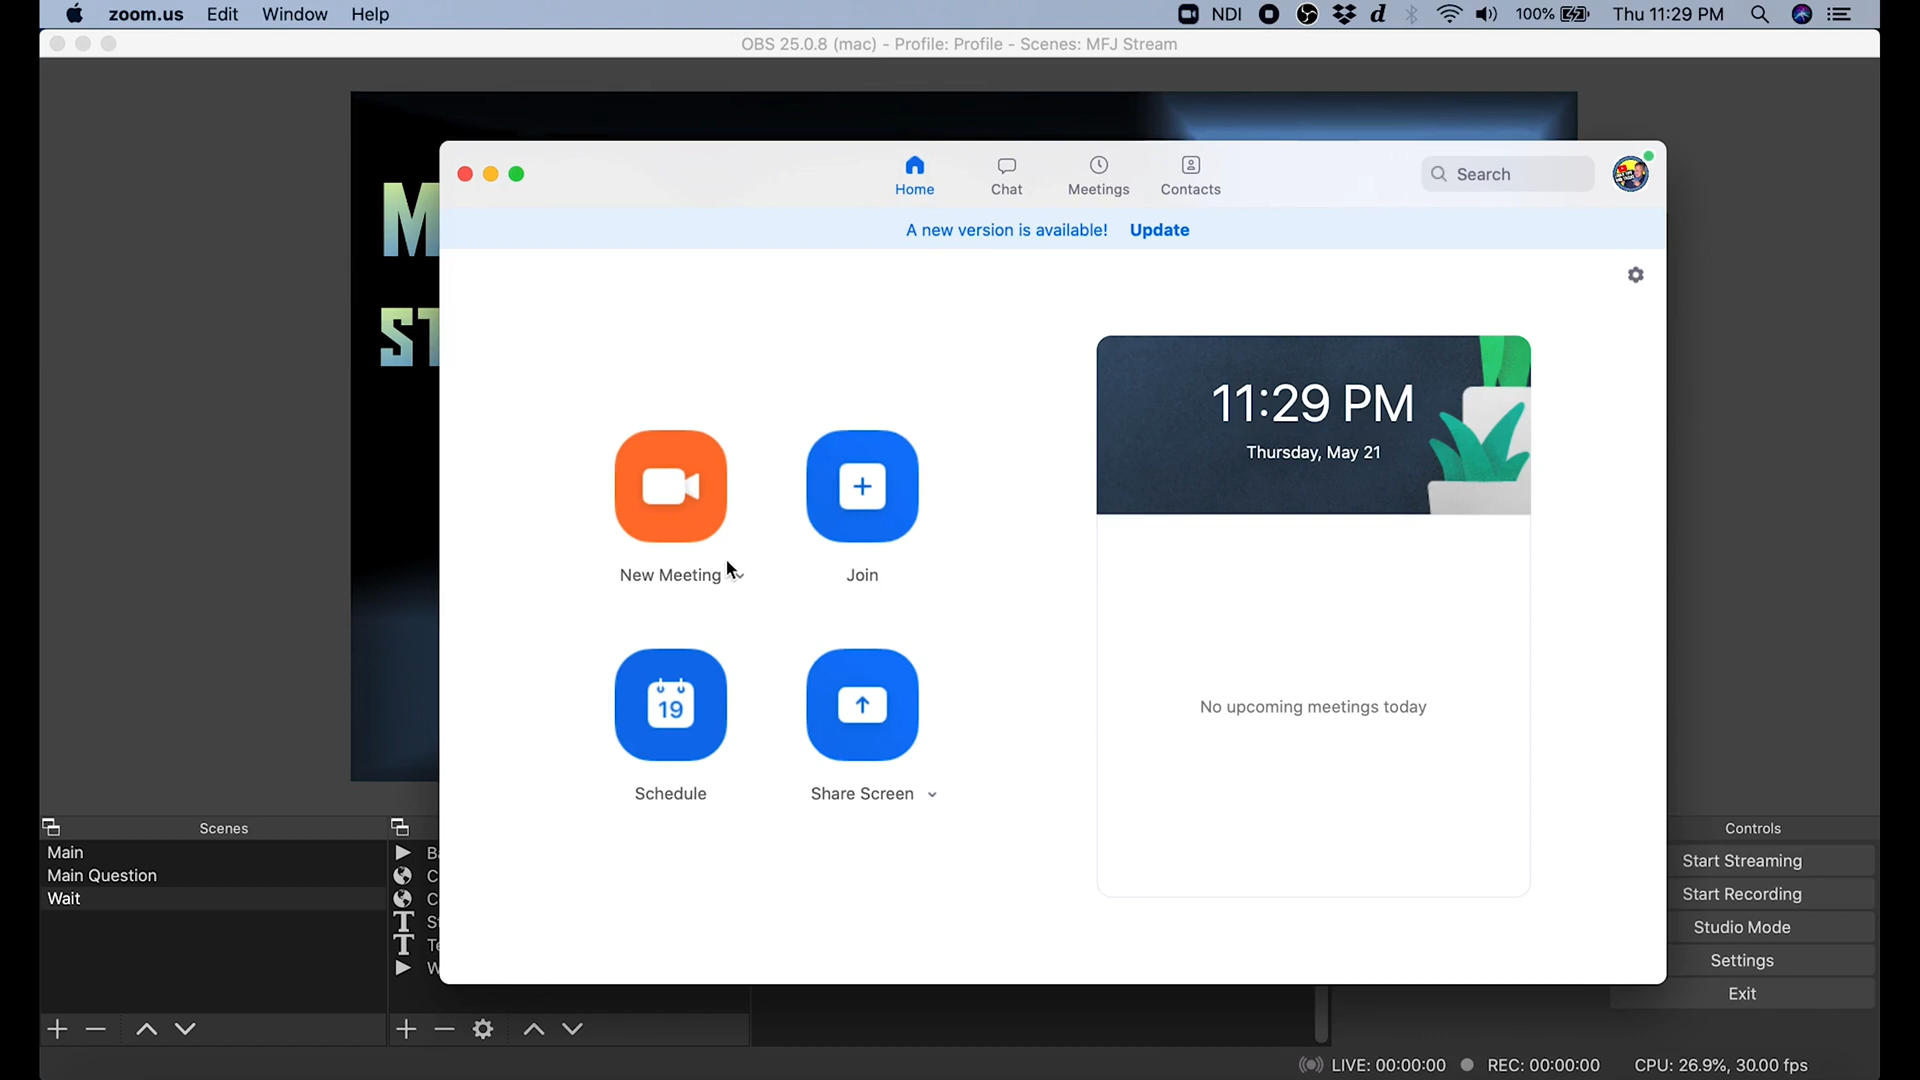 zoom.us Edit Window Help NDI d 100% Thu 11:29 PM
OBS 25.0.8 (mac) - Profile: Profile - Scenes: MFJ Stream
M
ST
Home Chat Meetings Contacts Search
A new version is available! Update
11:29 PM
Thursday, May 21
New Meeting Join
19
Schedule Share Screen
No upcoming meetings today
Scenes
Main
Main Question
Wait
Controls
Start Streaming
Start Recording
Studio Mode
Settings
Exit
LIVE: 00:00:00 REC: 00:00:00 CPU: 26.9%, 30.00 fps